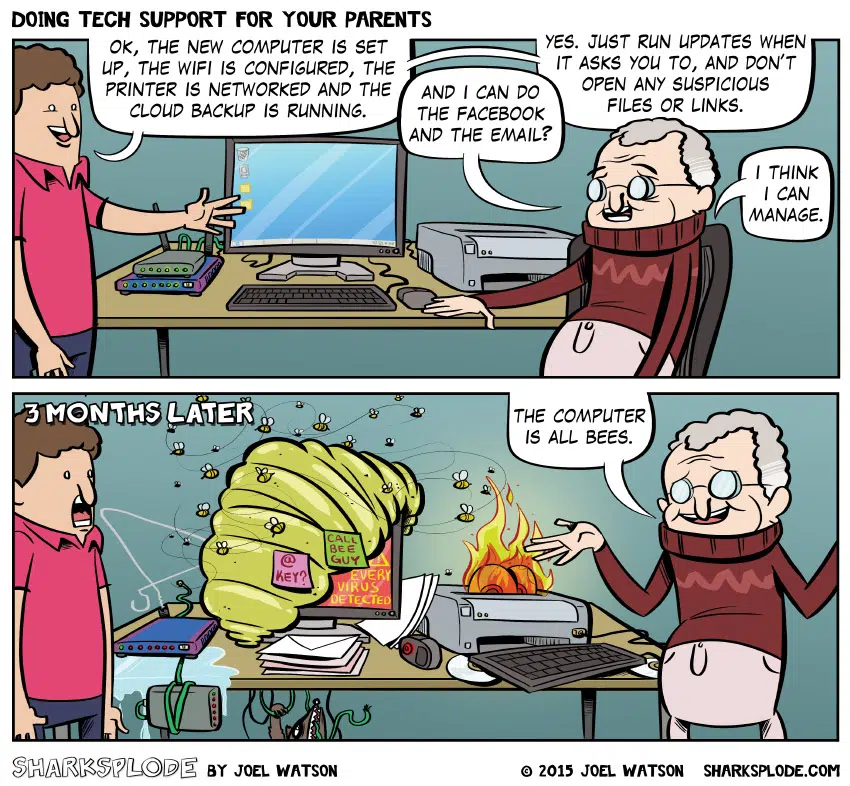 DOING TECH SUPPORT FOR YOUR PARENTS
OK, THE NEW COMPUTER IS SET
UP, THE WIFI IS CONFIGURED, THE
PRINTER IS NETWORKED AND THE
CLOUD BACKUP IS RUNNING.
AND I CAN DO
THE FACEBOOK
AND THE EMAIL?
YES. JUST RUN UPDATES WHEN
IT ASKS YOU TO, AND DON'T
OPEN ANY SUSPICIOUS
FILES OR LINKS.
I THINK
I CAN
MANAGE.
3 MONTHS LATER
THE COMPUTER
IS ALL BEES.
@
KEY?
CALL
BEE
GUY
EVERY
VIRUS
DETECTED
SHARKSPLODE BY JOEL WATSON
© 2015 JOEL WATSON SHARKSPLODE.COM